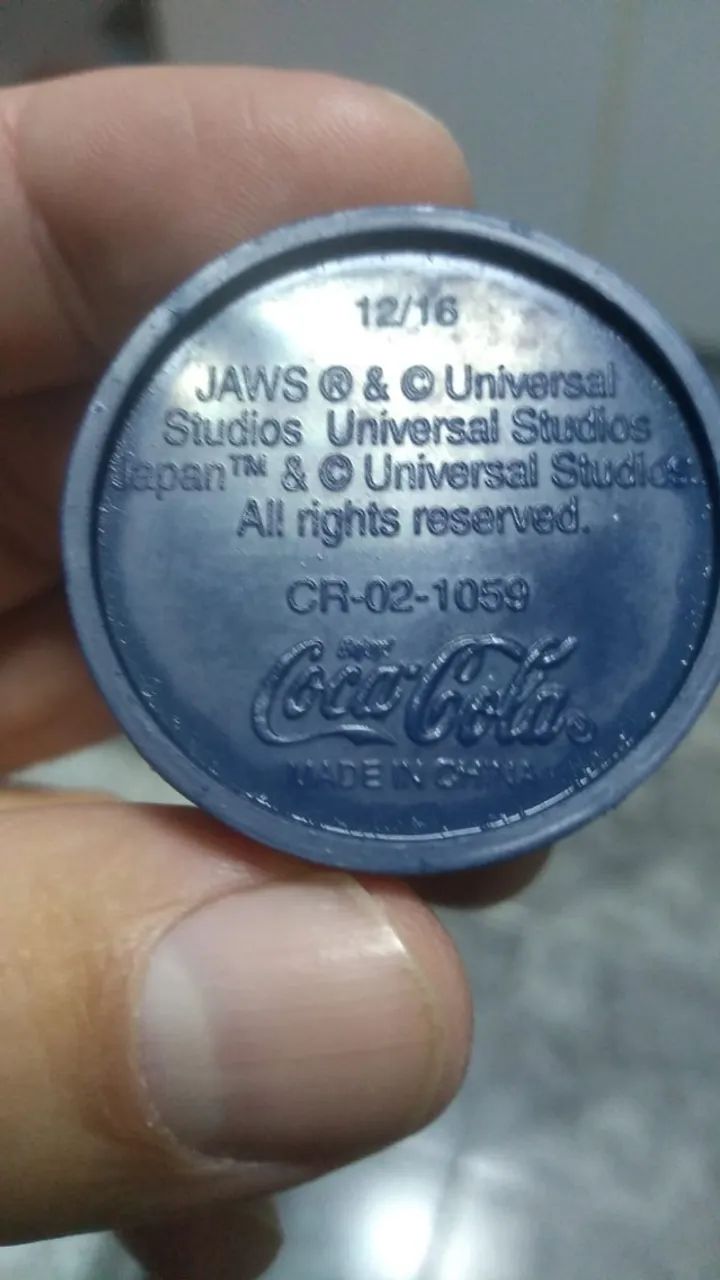 12/16
JAWS ® & © Universal
Studios Universal Studios
Japan™ & © Universal Studios.
All rights reserved.
CR-02-1059
Enjoy
Coca-Cola®
MADE IN CHINA